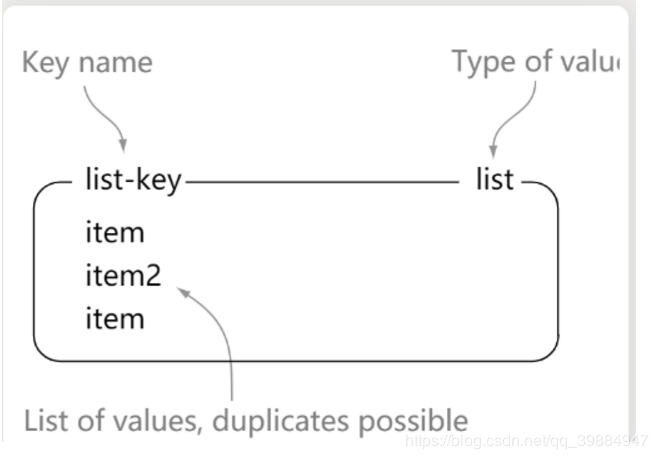 Key name
Type of valu
list-key
list
item
item2
item
List of values, duplicates possible
https://blog.csdn.net/qq_39884947